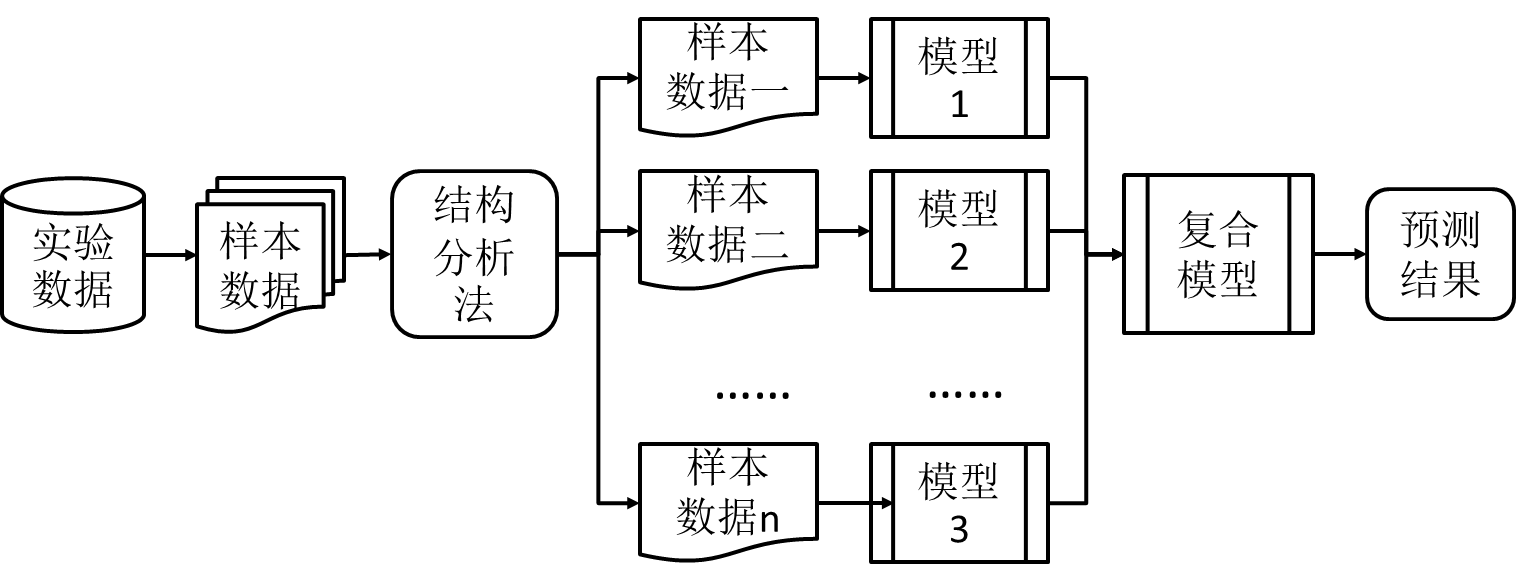 实验
数据
样本
数据
结构
分析
法
样本
数据一
模型
1
样本
数据二
模型
2
……
……
样本
数据n
模型
3
复合
模型
预测
结果